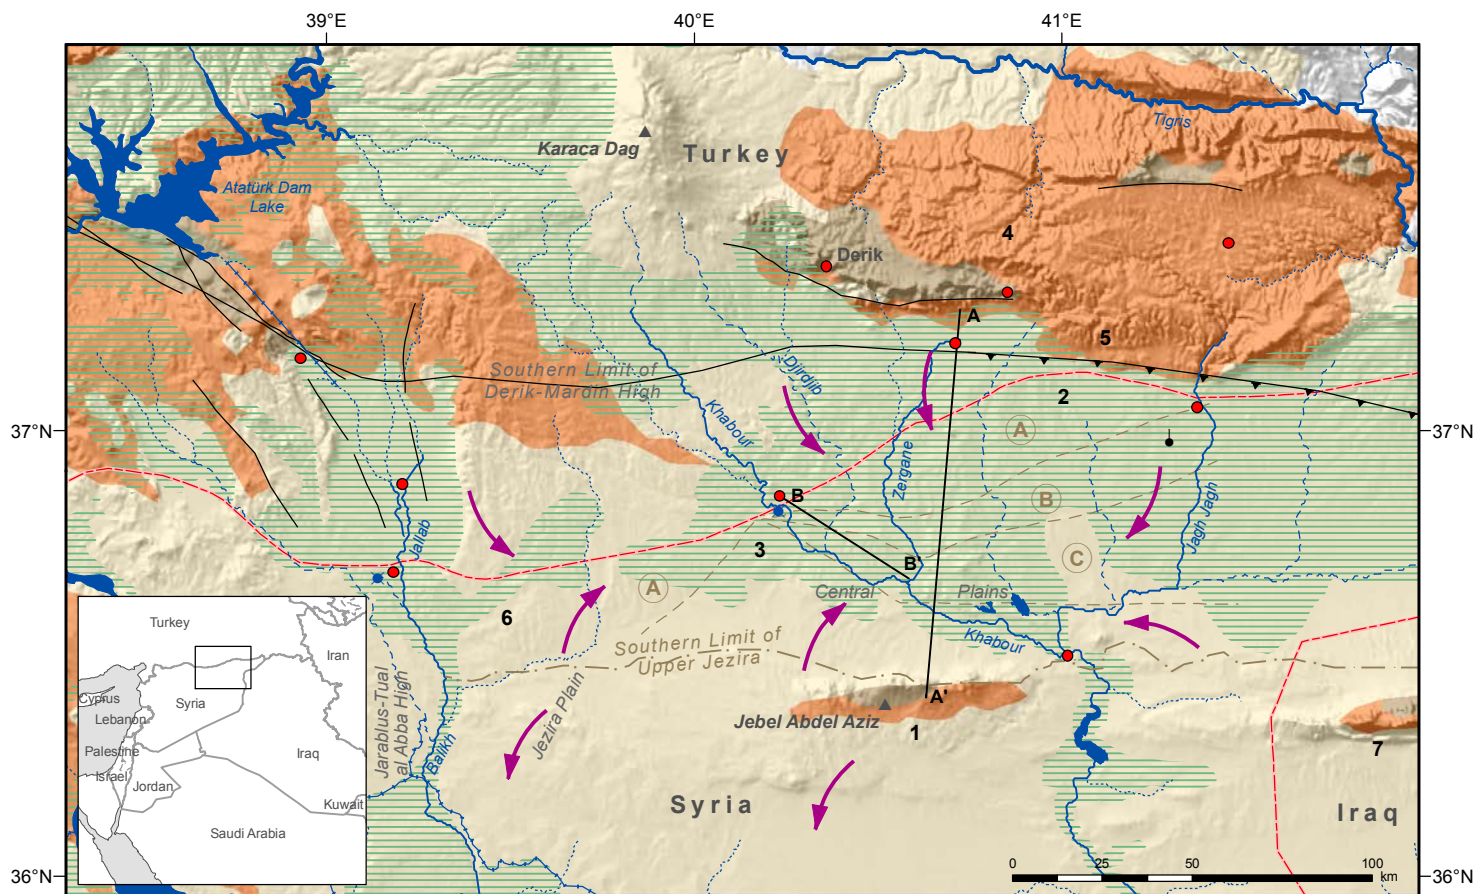 39°E
40°E
41°E
Tigris
Karaca Dag
Turkey
Atatürk Dam
Lake
4
Derik
A
5
Southern Limit of
Derik-Mardin High
Djirdjib
2
Khabour
A
37°N
37°N
Zergane
B
B
Jagh Jagh
Jallab
3
C
B'
A
Central
Plains
6
Khabour
Southern Limit of
Upper Jezira
Jezira Plain
A'
Jebel Abdel Aziz
1
7
Jarabulus-Tual
al Abba High
Balikh
Syria
Iraq
Turkey
Iran
Cyprus
Syria
Lebanon
Palestine
Iraq
Israel
Jordan
Kuwait
Saudi Arabia
0
25
50
100
km
36°N
36°N